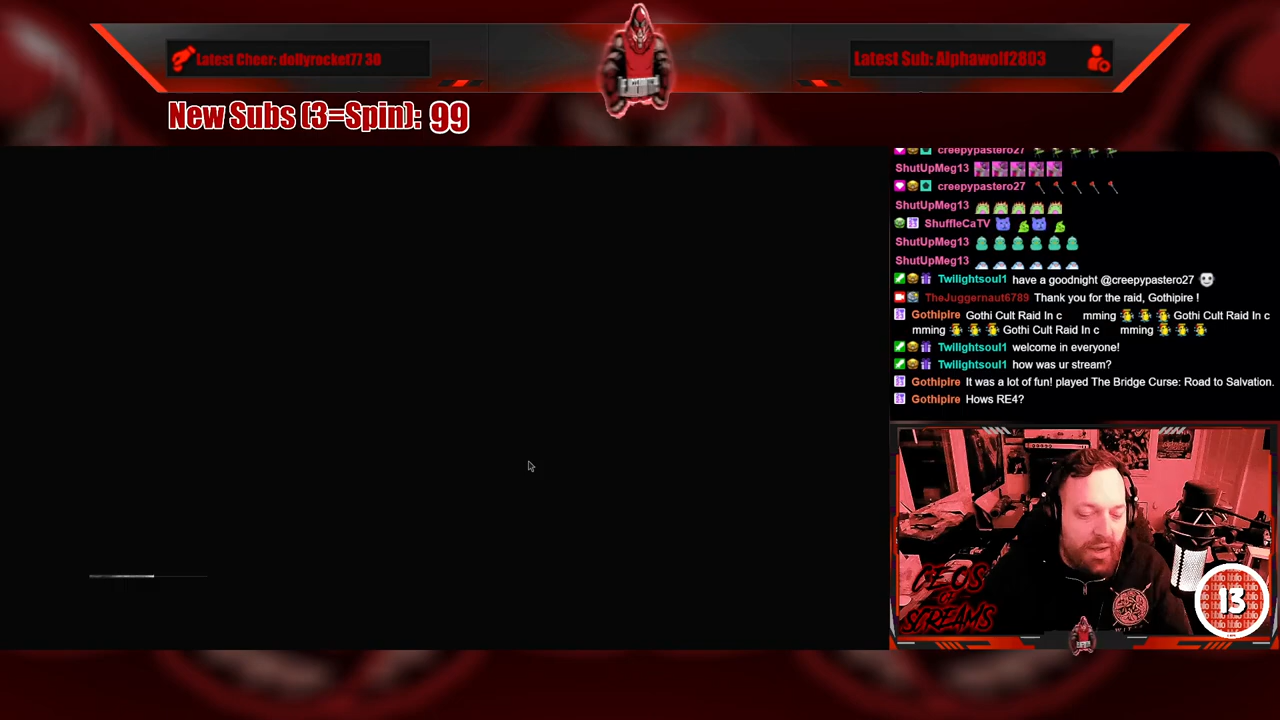 Latest Cheer: dollyrocket77 30
Latest Sub: Alphawolf2803
New Subs (3=Spin): 99
creepypastero27
ShutUpMeg13
creepypastero27
ShutUpMeg13
ShuffleCaTV
ShutUpMeg13
ShutUpMeg13
Twilightsoul1 have a goodnight @creepypastero27
TheJuggernaut6789 Thank you for the raid, Gothipire !
Gothipire Gothi Cult Raid In c mming Gothi Cult Raid In c
mming Gothi Cult Raid In c mming
Twilightsoul1 welcome in everyone!
Twilightsoul1 how was ur stream?
Gothipire It was a lot of fun! played The Bridge Curse: Road to Salvation.
Gothipire Hows RE4?
CEOS
OF
SCREAMS
13